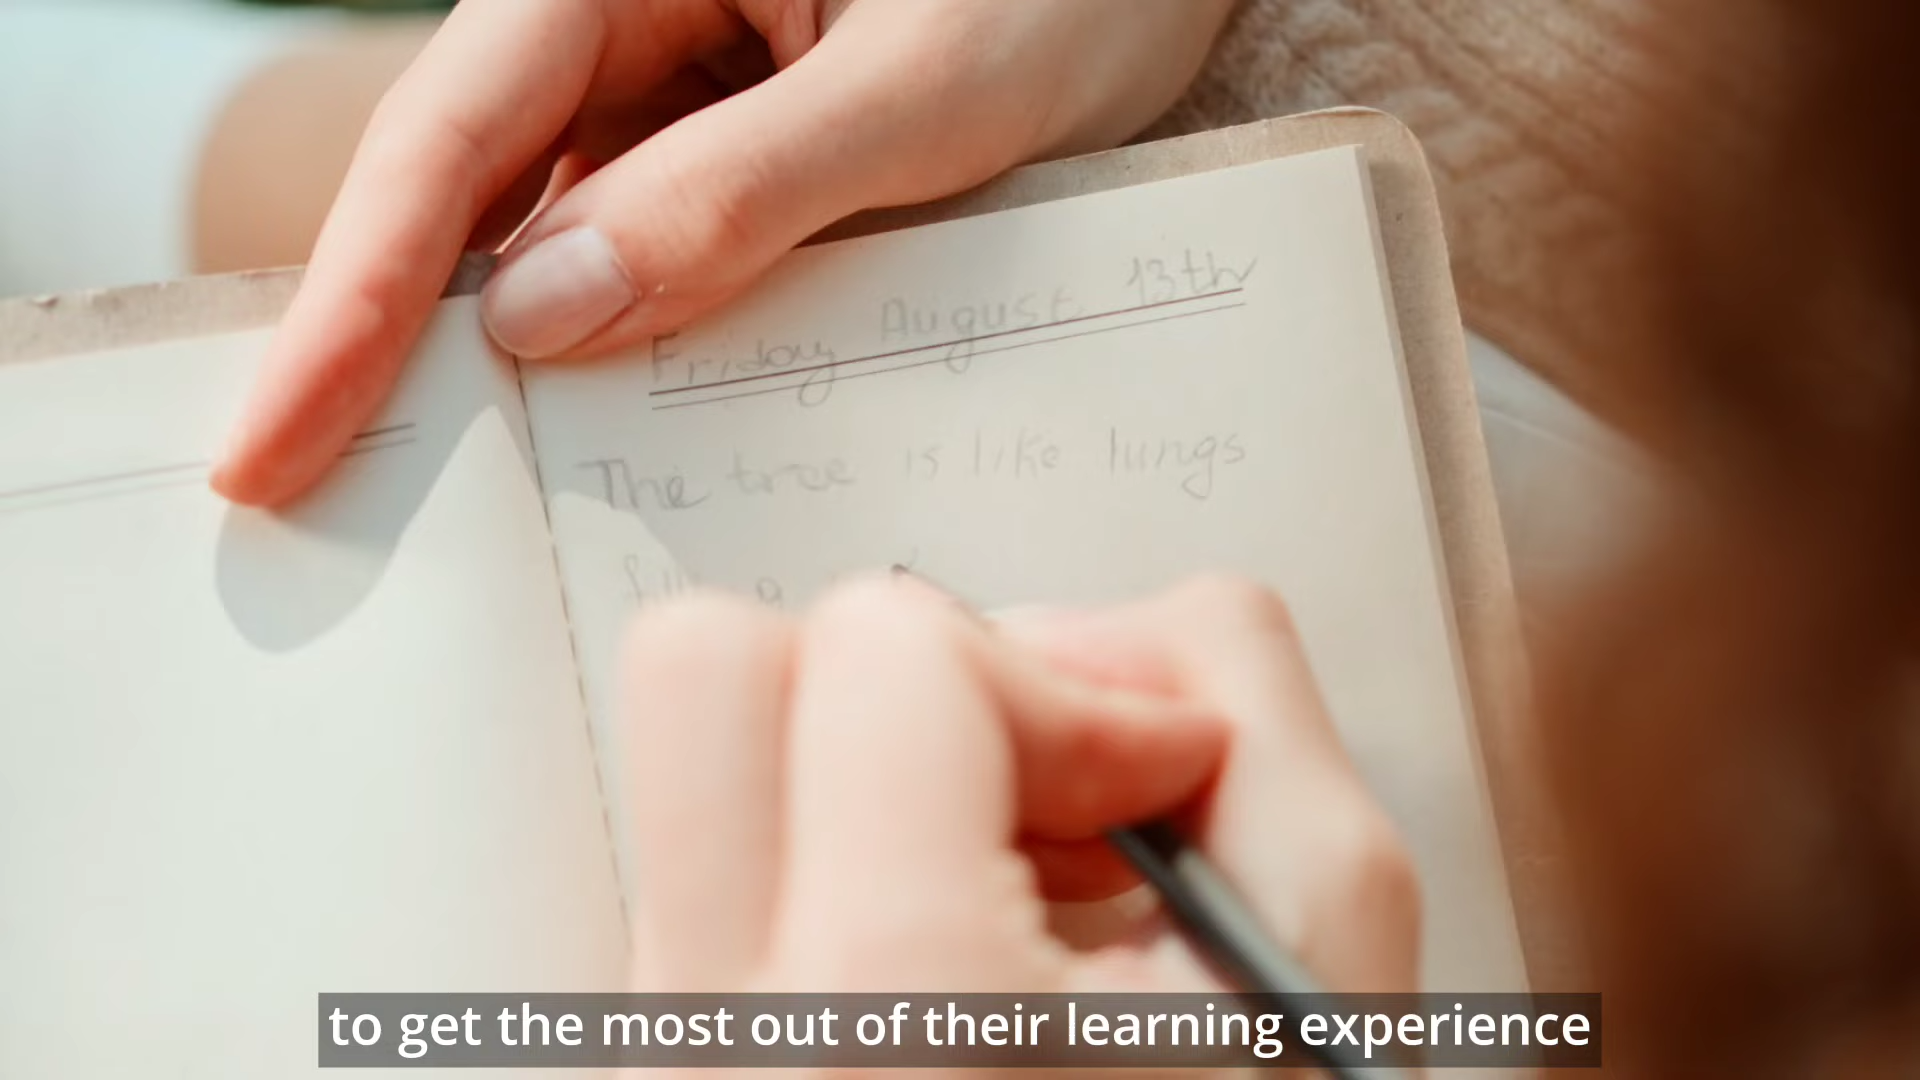 Friday August 13th
The tree is like lungs
to get the most out of their learning experience